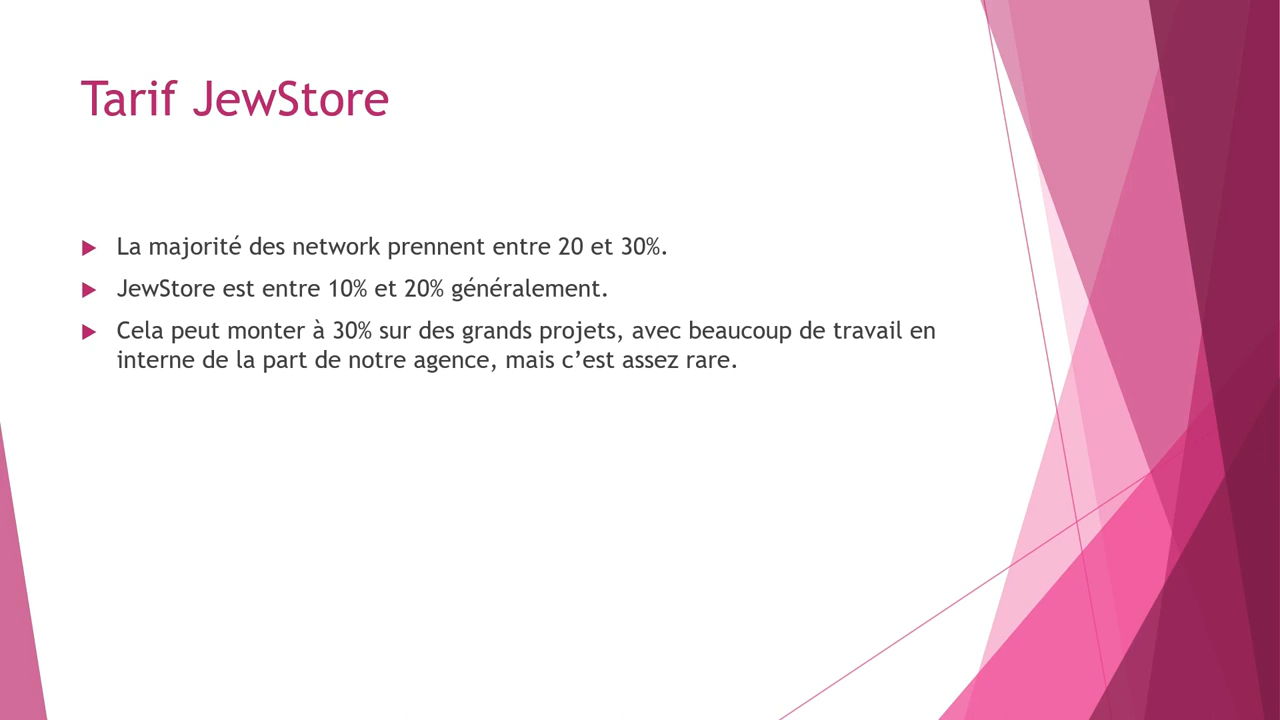 Tarif JewStore
La majorité des network prennent entre 20 et 30%.
JewStore est entre 10% et 20% généralement.
Cela peut monter à 30% sur des grands projets, avec beaucoup de travail en
interne de la part de notre agence, mais c’est assez rare.